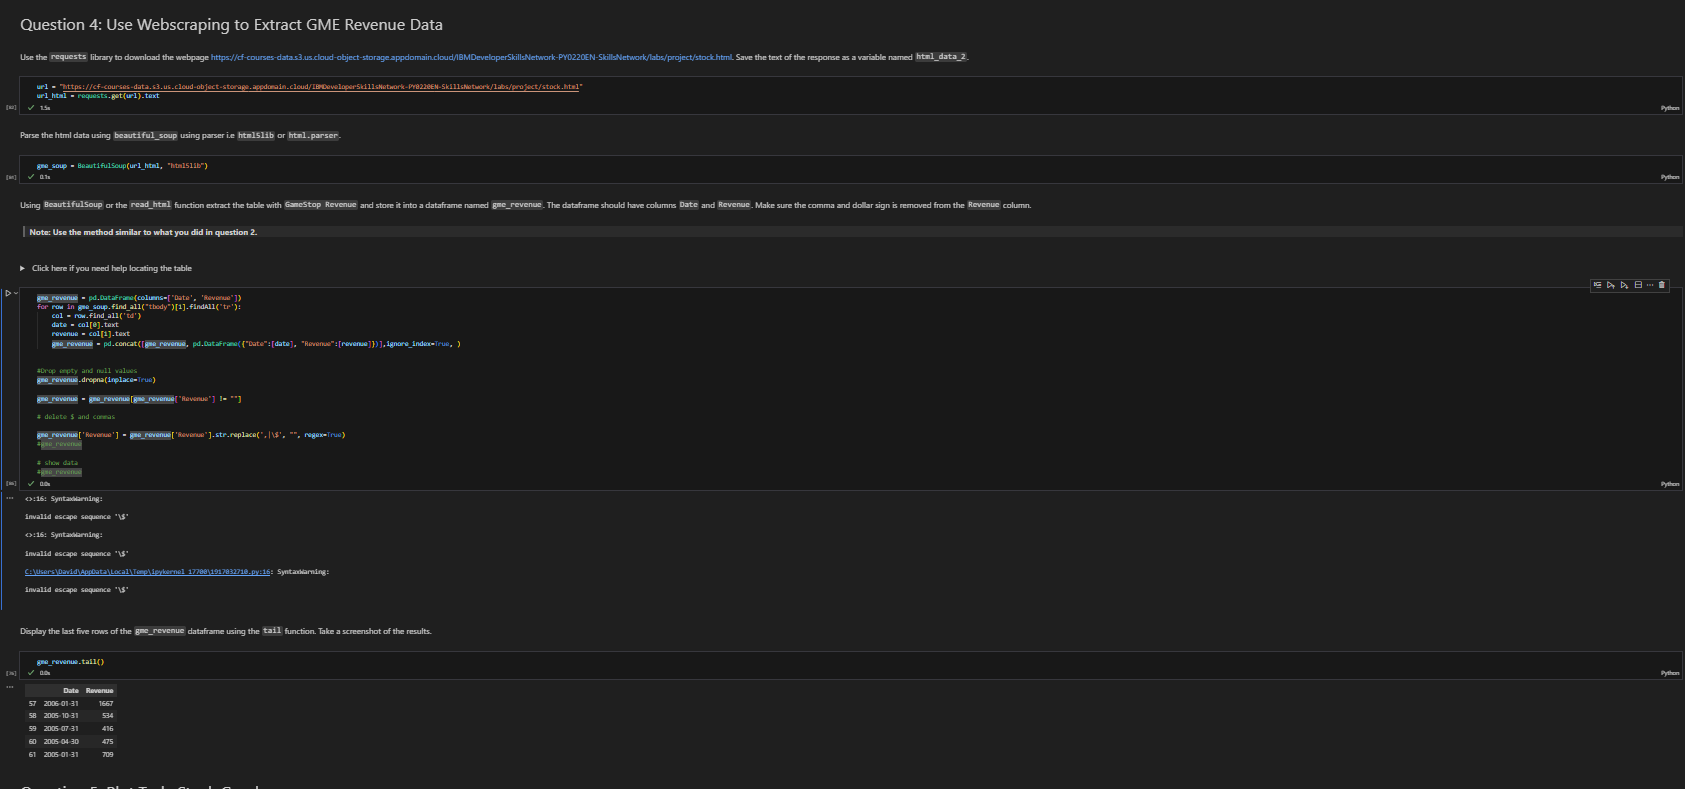 Question 4: Use Webscraping to Extract GME Revenue Data
Use the requests library to download the webpage https://cf-courses-data.s3.us.cloud-object-storage.appdomain.cloud/IBMDeveloperSkillsNetwork-PY0220EN-SkillsNetwork/labs/project/stock.html. Save the text of the response as a variable named html_data_2.
url = "https://cf-courses-data.s3.us.cloud-object-storage.appdomain.cloud/IBMDeveloperSkillsNetwork-PY0220EN-SkillsNetwork/labs/project/stock.html"
url_html = requests.get(url).text
1.5s
Python
Parse the html data using beautiful_soup using parser i.e html5lib or html.parser.
gme_soup = BeautifulSoup(url_html, "html5lib")
0.1s
Python
Using BeautifulSoup or the read_html function extract the table with GameStop Revenue and store it into a dataframe named gme_revenue. The dataframe should have columns Date and Revenue. Make sure the comma and dollar sign is removed from the Revenue column.
Note: Use the method similar to what you did in question 2.
Click here if you need help locating the table
gme_revenue = pd.DataFrame(columns=['Date', 'Revenue'])
for row in gme_soup.find_all("tbody")[1].findAll('tr'):
col = row.find_all('td')
date = col[0].text
revenue = col[1].text
gme_revenue = pd.concat([gme_revenue, pd.DataFrame({"Date":[date], "Revenue":[revenue]})],ignore_index=True, )
#Drop empty and null values
gme_revenue.dropna(inplace=True)
gme_revenue = gme_revenue[gme_revenue['Revenue'] != ""]
# delete $ and commas
gme_revenue['Revenue'] = gme_revenue['Revenue'].str.replace(',|\$', "", regex=True)
#gme_revenue
# show data
#gme_revenue
0.0s
Python
<>:16: SyntaxWarning:
invalid escape sequence '\$'
<>:16: SyntaxWarning:
invalid escape sequence '\$'
C:\Users\David\AppData\Local\Temp\ipykernel_17700\1917032710.py:16: SyntaxWarning:
invalid escape sequence '\$'
Display the last five rows of the gme_revenue dataframe using the tail function. Take a screenshot of the results.
gme_revenue.tail()
0.0s
Python
Date Revenue
57 2006-01-31 1667
58 2005-10-31 534
59 2005-07-31 416
60 2005-04-30 475
61 2005-01-31 709